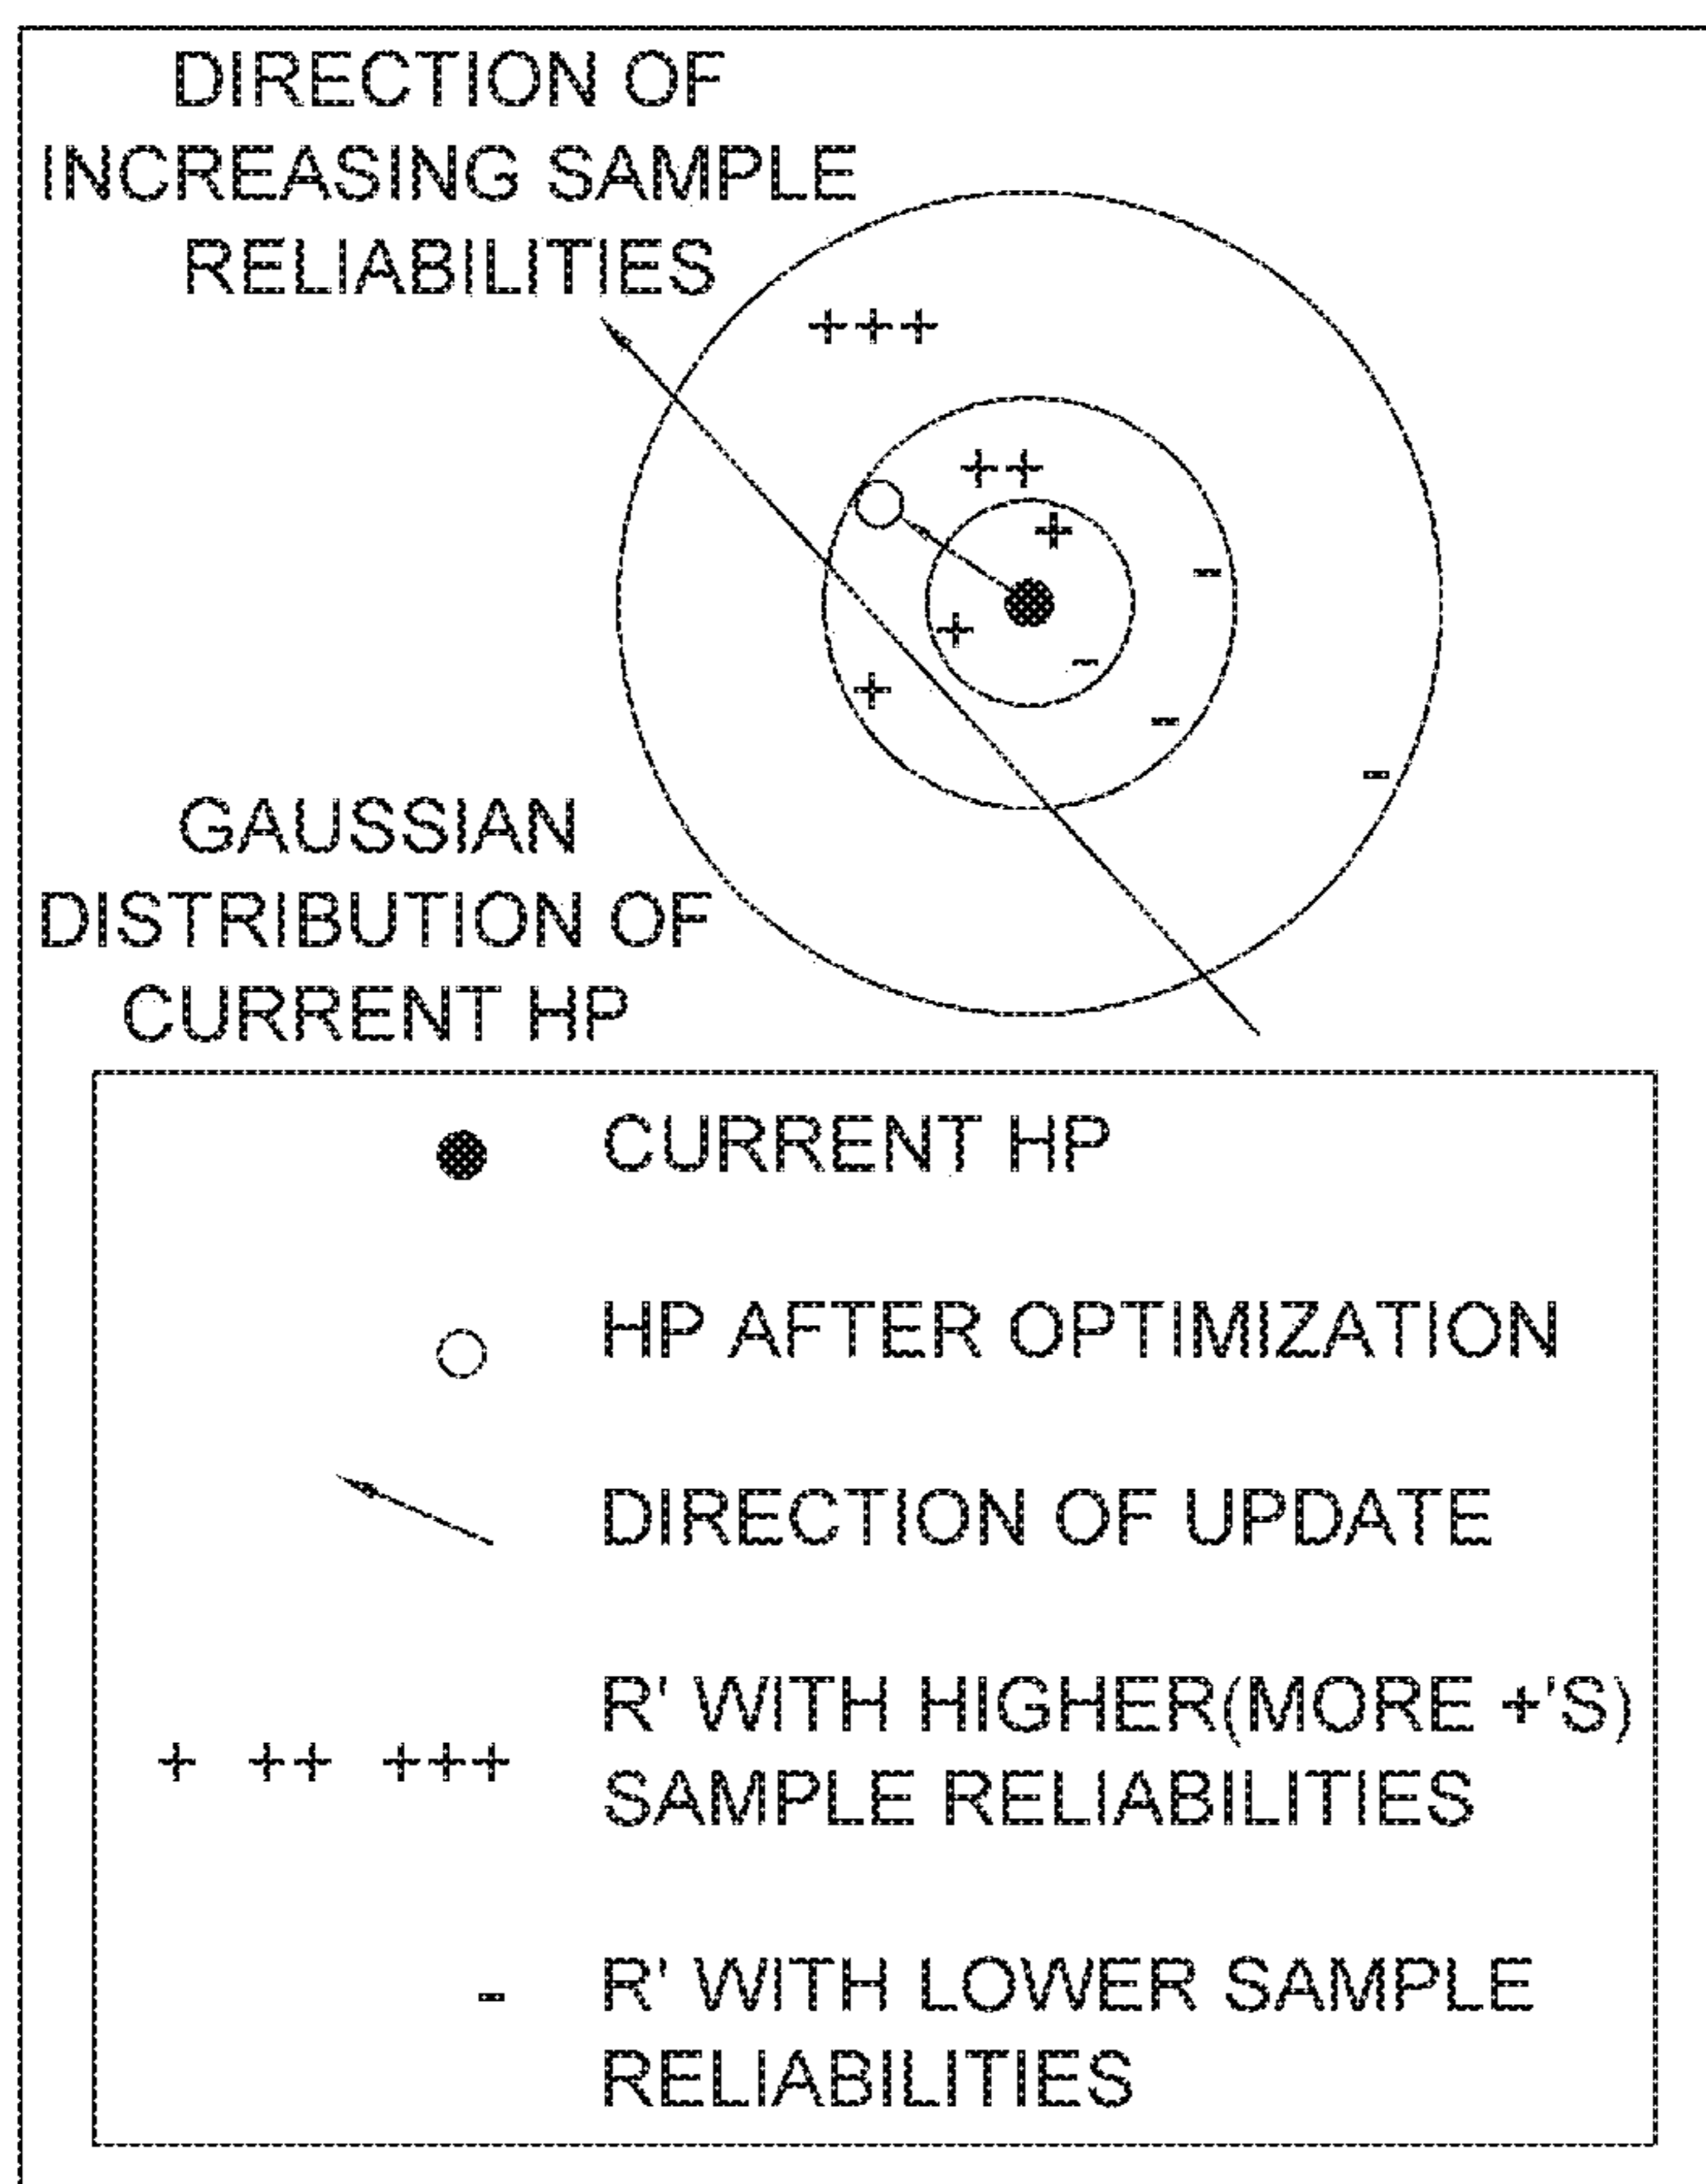 DIRECTION OF
INCREASING SAMPLE
RELIABILITIES
+++
++
+
-
+
-
+
-
-
GAUSSIAN
DISTRIBUTION OF
CURRENT HP
CURRENT HP
HP AFTER OPTIMIZATION
DIRECTION OF UPDATE
+ ++ +++ R' WITH HIGHER(MORE +'S)
SAMPLE RELIABILITIES
- R' WITH LOWER SAMPLE
RELIABILITIES